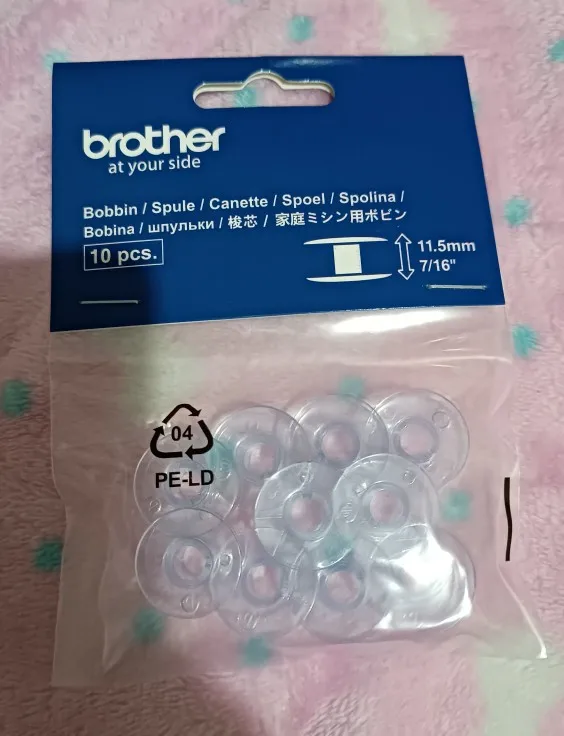 brother
at your side
Bobbin / Spule / Canette / Spoel / Spolina /
Bobina / шпульки / 梭芯 / 家庭ミシン用ボビン
10 pcs.
11.5mm
7/16"
04
PE-LD